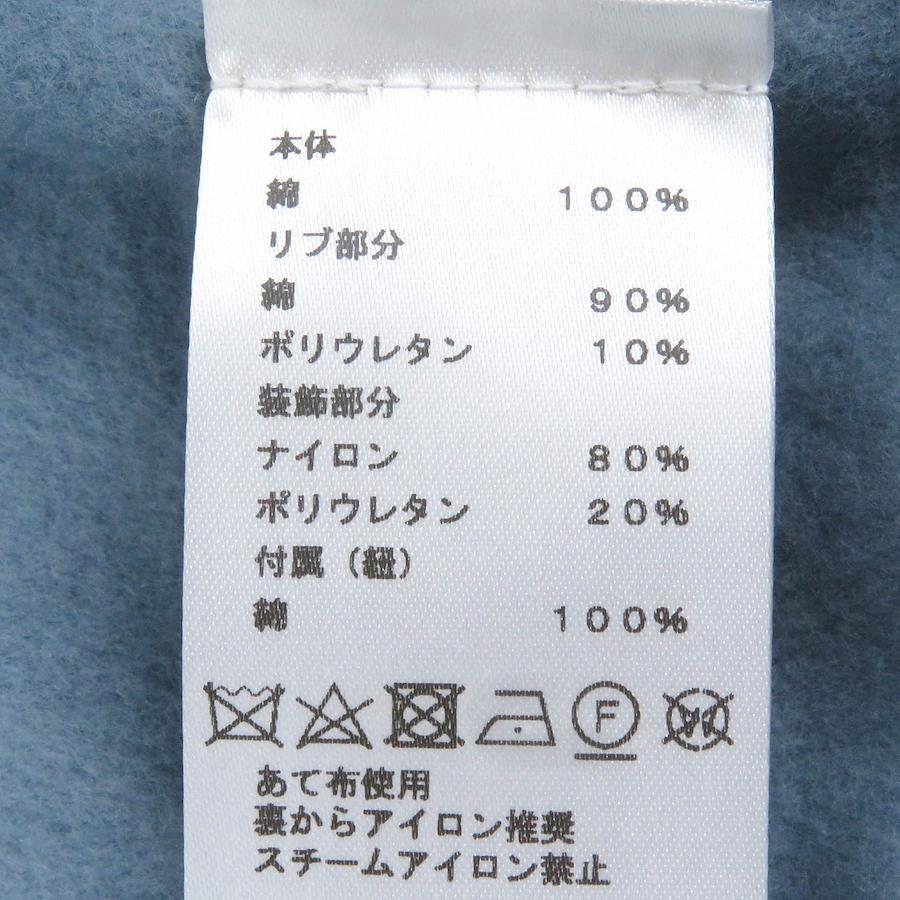 本体
綿 100%
リブ部分
綿 90%
ポリウレタン 10%
装飾部分
ナイロン 80%
ポリウレタン 20%
付属(紐)
綿 100%
F W
あて布使用
裏からアイロン推奨
スチームアイロン禁止